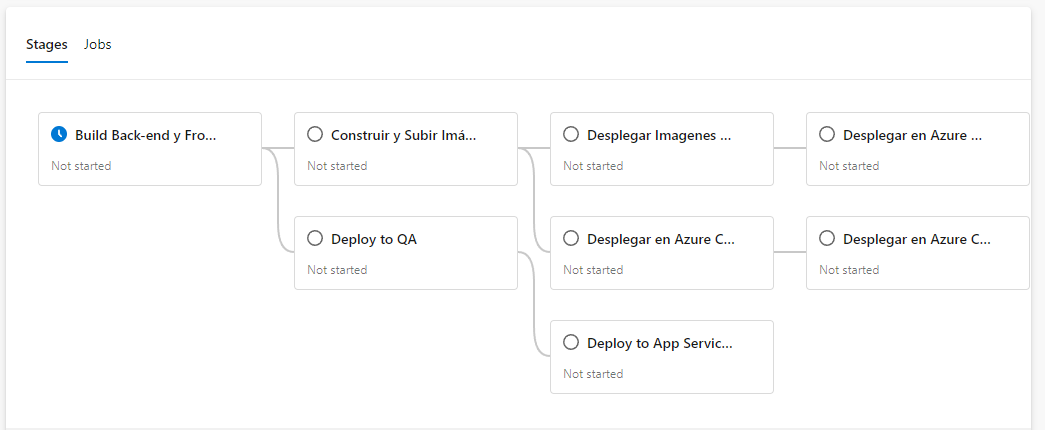 Stages Jobs
Build Back-end y Fro...
Not started
Construir y Subir Imá...
Not started
Desplegar Imagenes ...
Not started
Desplegar en Azure ...
Not started
Deploy to QA
Not started
Desplegar en Azure C...
Not started
Desplegar en Azure C...
Not started
Deploy to App Servic...
Not started